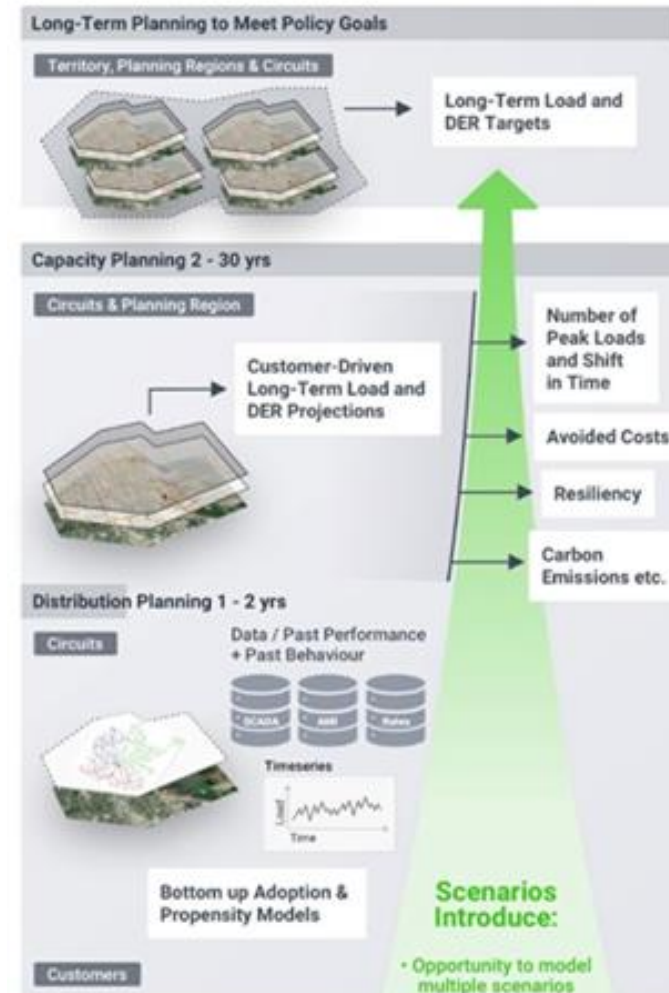 Long-Term Planning to Meet Policy Goals
Territory, Planning Regions & Circuits
Long-Term Load and
DER Targets
Capacity Planning 2 - 30 yrs
Circuits & Planning Region
Customer-Driven
Long-Term Load and
DER Projections
Number of
Peak Loads
and Shift
in Time
Avoided Costs
Resiliency
Carbon
Emissions etc.
Distribution Planning 1 - 2 yrs
Circuits
Data / Past Performance
+ Past Behaviour
SCADA
AMI
Rates
Timeseries
Load
Time
Bottom up Adoption &
Propensity Models
Scenarios
Introduce:
• Opportunity to model
multiple scenarios
Customers